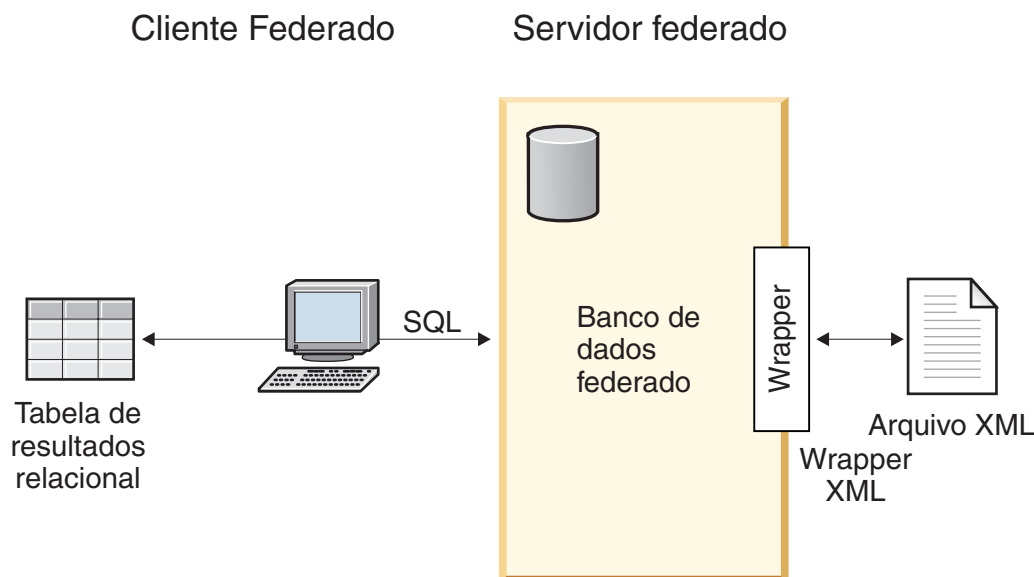 Cliente Federado
Servidor federado
SQL
Banco de
dados
federado
Wrapper
Tabela de
resultados
relacional
Arquivo XML
Wrapper
XML